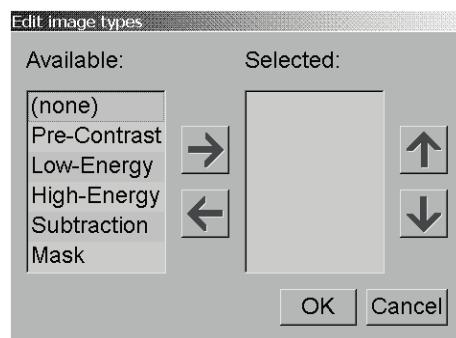 Edit image types
Available:
Selected:
(none)
Pre-Contrast
Low-Energy
High-Energy
Subtraction
Mask
OK
Cancel